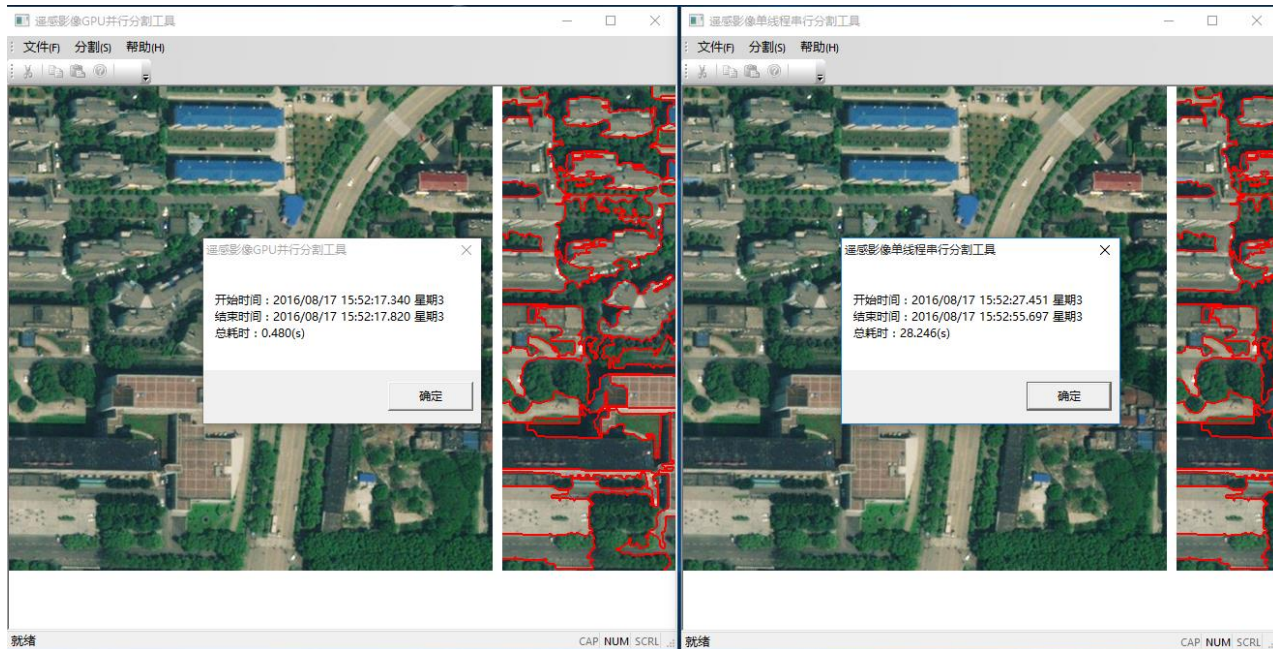 遥感影像GPU并行分割工具
文件(F) 分割(S) 帮助(H)
遥感影像GPU并行分割工具
开始时间：2016/08/17 15:52:17.340 星期3
结束时间：2016/08/17 15:52:17.820 星期3
总耗时：0.480(s)
确定
就绪
CAP NUM SCRL
遥感影像单线程串行分割工具
文件(F) 分割(S) 帮助(H)
遥感影像单线程串行分割工具
开始时间：2016/08/17 15:52:27.451 星期3
结束时间：2016/08/17 15:52:55.697 星期3
总耗时：28.246(s)
确定
就绪
CAP NUM SCRL